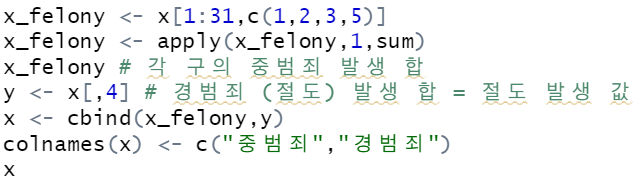 x_felony <- x[1:31,c(1,2,3,5)]
x_felony <- apply(x_felony,1,sum)
x_felony # 각 구의 중범죄 발생 합
y <- x[,4] # 경범죄 (절도) 발생 합 = 절도 발생 값
x <- cbind(x_felony,y)
colnames(x) <- c("중범죄","경범죄")
x